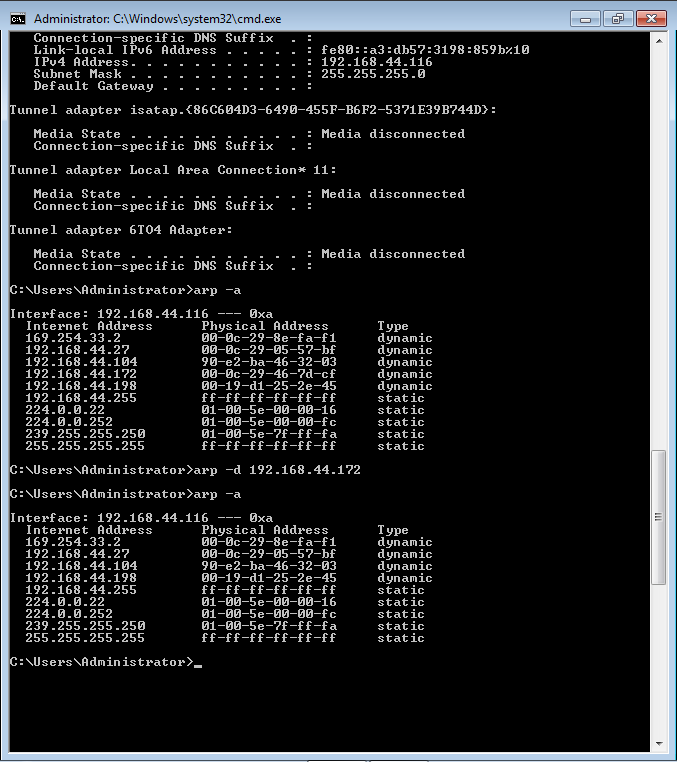 Administrator: C:\Windows\system32\cmd.exe
Connection-specific DNS Suffix  . :
Link-local IPv6 Address . . . . . : fe80::a3:db57:3198:859b%10
IPv4 Address. . . . . . . . . . . : 192.168.44.116
Subnet Mask . . . . . . . . . . . : 255.255.255.0
Default Gateway . . . . . . . . . :
Tunnel adapter isatap.{86C604D3-6490-455F-B6F2-5371E39B744D}:
Media State . . . . . . . . . . . : Media disconnected
Connection-specific DNS Suffix  . :
Tunnel adapter Local Area Connection* 11:
Media State . . . . . . . . . . . : Media disconnected
Connection-specific DNS Suffix  . :
Tunnel adapter 6TO4 Adapter:
Media State . . . . . . . . . . . : Media disconnected
Connection-specific DNS Suffix  . :
C:\Users\Administrator>arp -a
Interface: 192.168.44.116 --- 0xa
Internet Address      Physical Address      Type
169.254.33.2          00-0c-29-8e-fa-f1     dynamic
192.168.44.27         00-0c-29-05-57-bf     dynamic
192.168.44.104        90-e2-ba-46-32-03     dynamic
192.168.44.172        00-0c-29-46-7d-cf     dynamic
192.168.44.198        00-19-d1-25-2e-45     dynamic
192.168.44.255        ff-ff-ff-ff-ff-ff     static
224.0.0.22            01-00-5e-00-00-16     static
224.0.0.252           01-00-5e-00-00-fc     static
239.255.255.250       01-00-5e-7f-ff-fa     static
255.255.255.255       ff-ff-ff-ff-ff-ff     static
C:\Users\Administrator>arp -d 192.168.44.172
C:\Users\Administrator>arp -a
Interface: 192.168.44.116 --- 0xa
Internet Address      Physical Address      Type
169.254.33.2          00-0c-29-8e-fa-f1     dynamic
192.168.44.27         00-0c-29-05-57-bf     dynamic
192.168.44.104        90-e2-ba-46-32-03     dynamic
192.168.44.198        00-19-d1-25-2e-45     dynamic
192.168.44.255        ff-ff-ff-ff-ff-ff     static
224.0.0.22            01-00-5e-00-00-16     static
224.0.0.252           01-00-5e-00-00-fc     static
239.255.255.250       01-00-5e-7f-ff-fa     static
255.255.255.255       ff-ff-ff-ff-ff-ff     static
C:\Users\Administrator>_